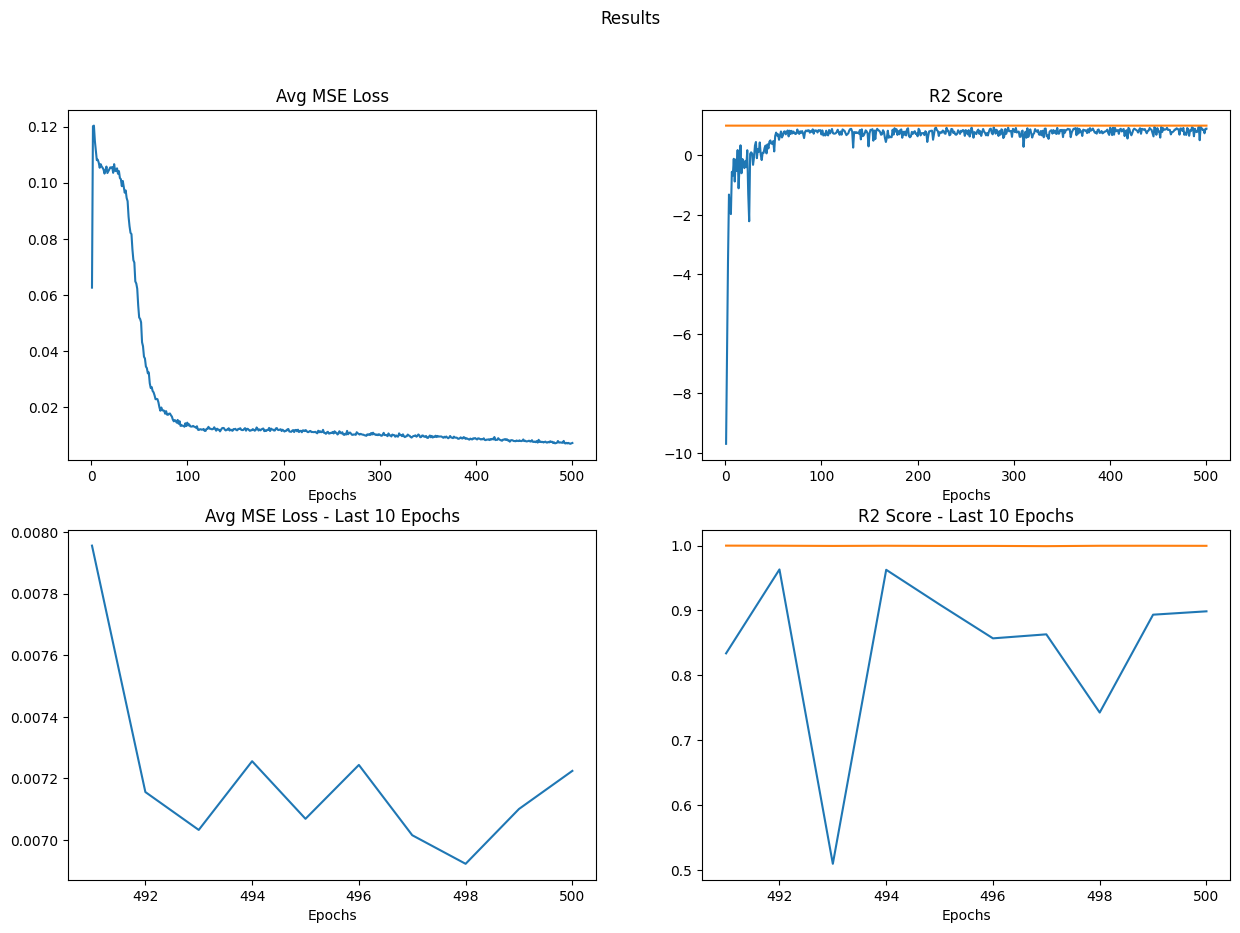 Results
Avg MSE Loss
0.12
0.10
0.08
0.06
0.04
0.02
0 100 200 300 400 500
Epochs
R2 Score
0
−2
−4
−6
−8
−10
0 100 200 300 400 500
Epochs
Avg MSE Loss - Last 10 Epochs
0.0080
0.0078
0.0076
0.0074
0.0072
0.0070
492 494 496 498 500
Epochs
R2 Score - Last 10 Epochs
1.0
0.9
0.8
0.7
0.6
0.5
492 494 496 498 500
Epochs